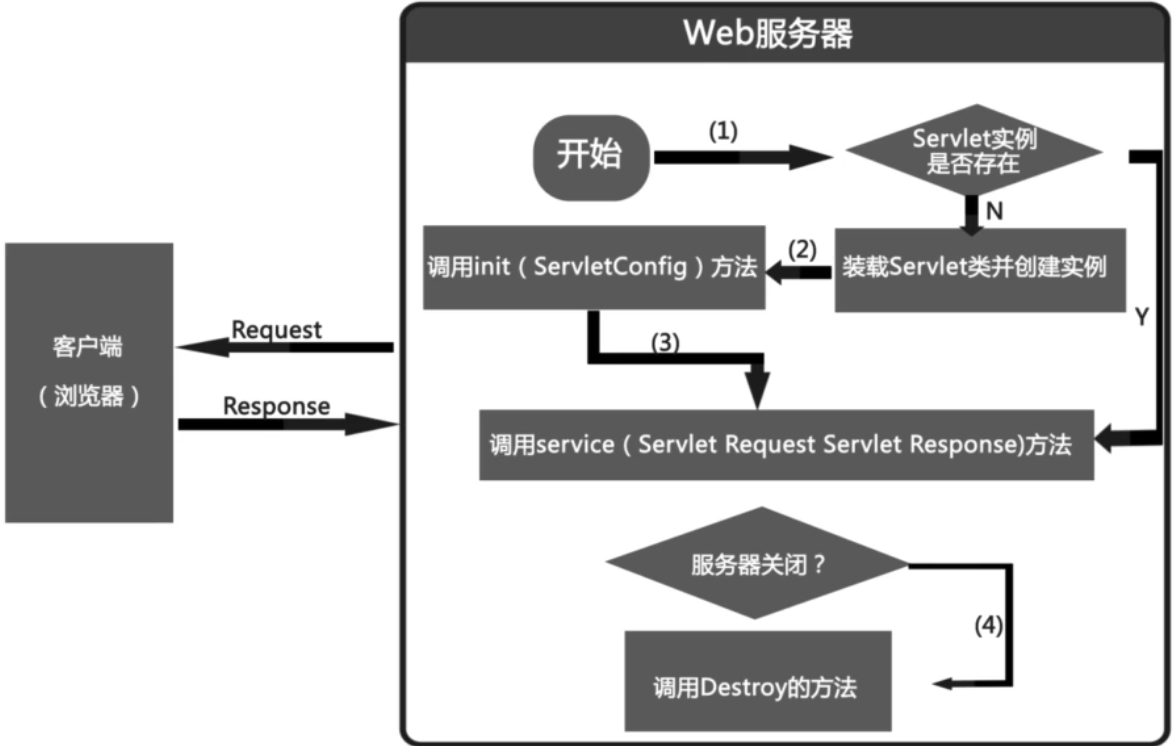 Web服务器
开始
(1)
Servlet实例
是否存在
N
Y
装载Servlet类并创建实例
(2)
调用init（ServletConfig）方法
(3)
调用service（Servlet Request Servlet Response)方法
服务器关闭？
(4)
调用Destroy的方法
客户端
（浏览器）
Request
Response